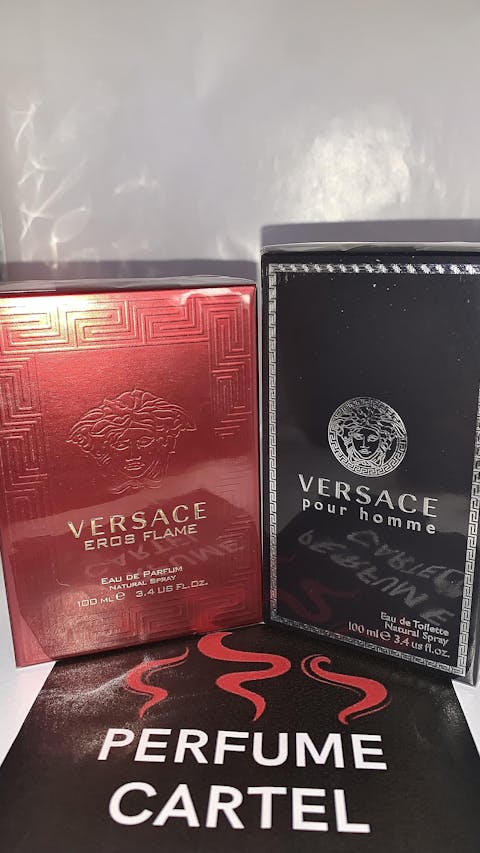 VERSACE
EROS FLAME
EAU DE PARFUM
NATURAL SPRAY
100 ML e 3.4 US FL.OZ.
VERSACE
pour homme
Eau de Toilette
Natural Spray
100 ml e 3.4 us fl.oz.
PERFUME
CARTEL